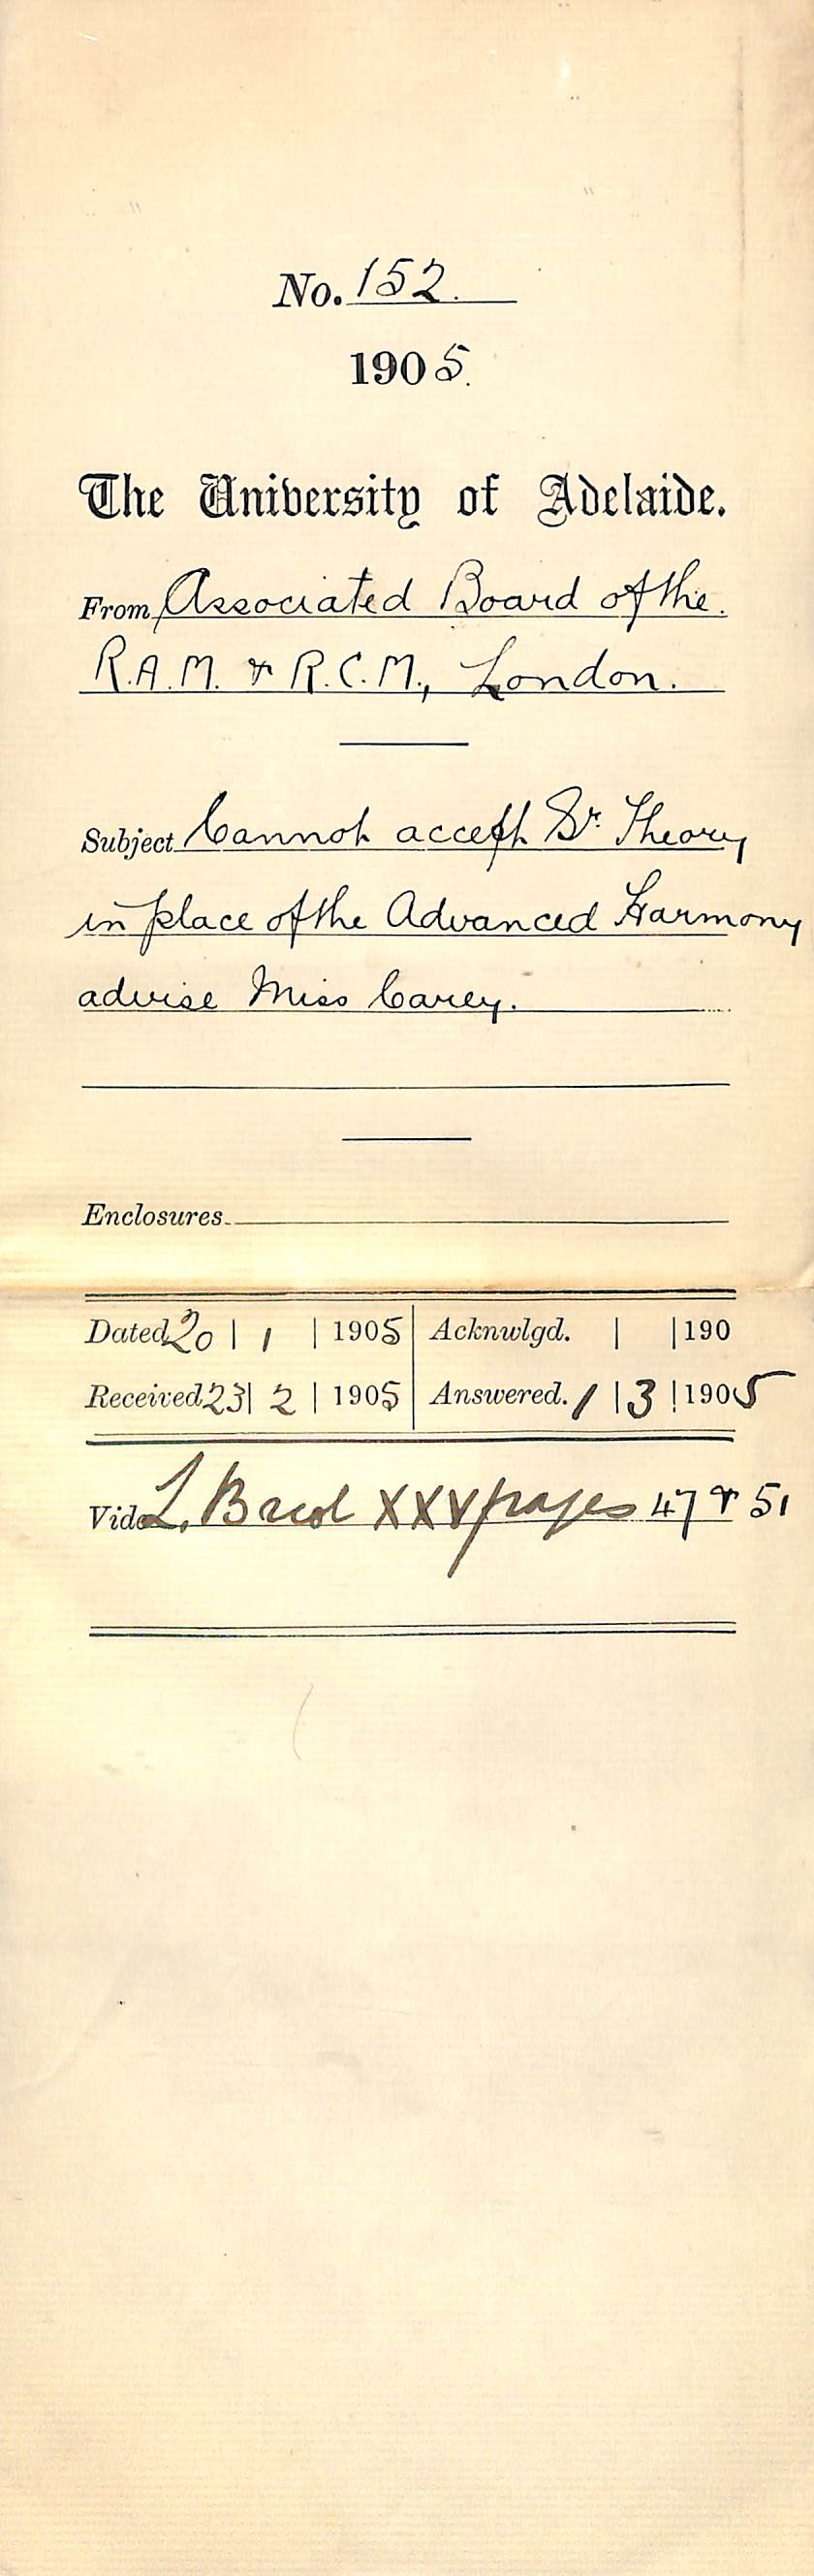 No. 152.
1905.
The University of Adelaide.
From Associated Board of the
R.A.M. & R.C.M., London.
Subject Cannot accept Sr. Theory
in place of the Advanced Harmony
advise Miss Carey.
Enclosures
Dated 20 | 1 | 1905 Acknwlgd. | | 190
Received 23 | 2 | 1905 Answered. 1 | 3 | 1905
Vide L. XXV pages 47 & 51